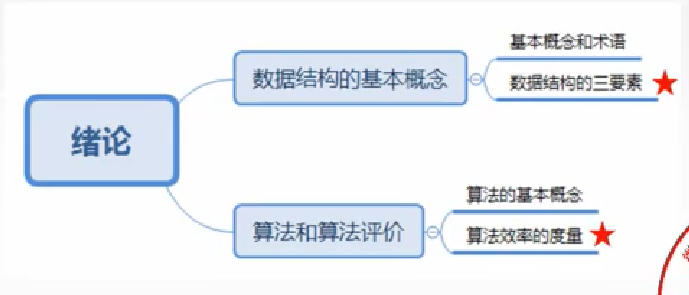 绪论
数据结构的基本概念
基本概念和术语
数据结构的三要素
算法和算法评价
算法的基本概念
算法效率的度量